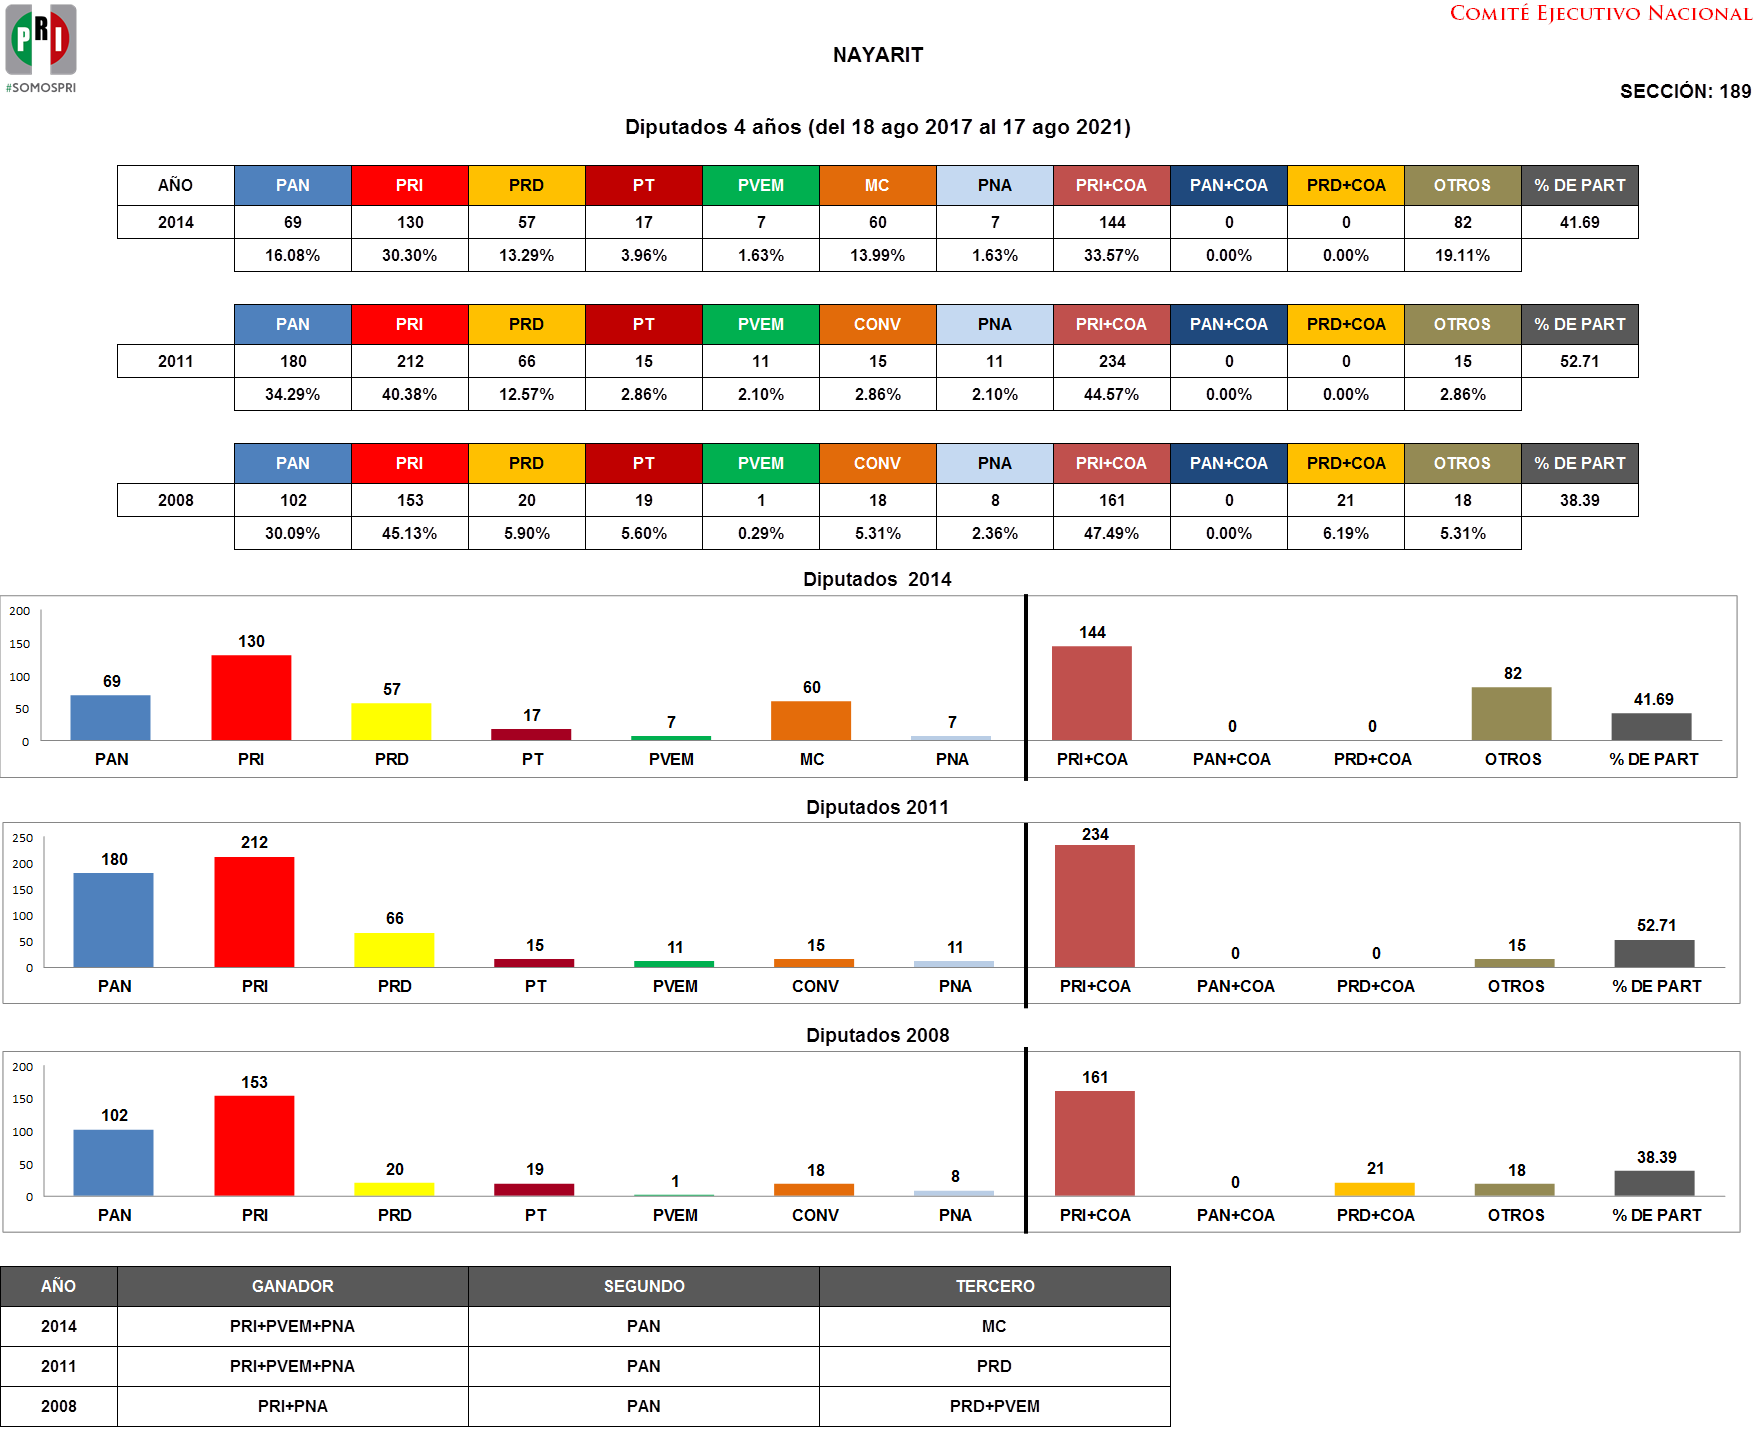 PRI
#SOMOSPRI
COMITÉ EJECUTIVO NACIONAL
NAYARIT
SECCIÓN: 189
Diputados 4 años (del 18 ago 2017 al 17 ago 2021)
AÑO PAN PRI PRD PT PVEM MC PNA PRI+COA PAN+COA PRD+COA OTROS % DE PART
2014 69 130 57 17 7 60 7 144 0 0 82 41.69
16.08% 30.30% 13.29% 3.96% 1.63% 13.99% 1.63% 33.57% 0.00% 0.00% 19.11%
PAN PRI PRD PT PVEM CONV PNA PRI+COA PAN+COA PRD+COA OTROS % DE PART
2011 180 212 66 15 11 15 11 234 0 0 15 52.71
34.29% 40.38% 12.57% 2.86% 2.10% 2.86% 2.10% 44.57% 0.00% 0.00% 2.86%
PAN PRI PRD PT PVEM CONV PNA PRI+COA PAN+COA PRD+COA OTROS % DE PART
2008 102 153 20 19 1 18 8 161 0 21 18 38.39
30.09% 45.13% 5.90% 5.60% 0.29% 5.31% 2.36% 47.49% 0.00% 6.19% 5.31%
Diputados 2014
200
150
100
50
0
69 130 57 17 7 60 7 144 0 0 82 41.69
PAN PRI PRD PT PVEM MC PNA PRI+COA PAN+COA PRD+COA OTROS % DE PART
Diputados 2011
250
200
150
100
50
0
180 212 66 15 11 15 11 234 0 0 15 52.71
PAN PRI PRD PT PVEM CONV PNA PRI+COA PAN+COA PRD+COA OTROS % DE PART
Diputados 2008
200
150
100
50
0
102 153 20 19 1 18 8 161 0 21 18 38.39
PAN PRI PRD PT PVEM CONV PNA PRI+COA PAN+COA PRD+COA OTROS % DE PART
AÑO GANADOR SEGUNDO TERCERO
2014 PRI+PVEM+PNA PAN MC
2011 PRI+PVEM+PNA PAN PRD
2008 PRI+PNA PAN PRD+PVEM